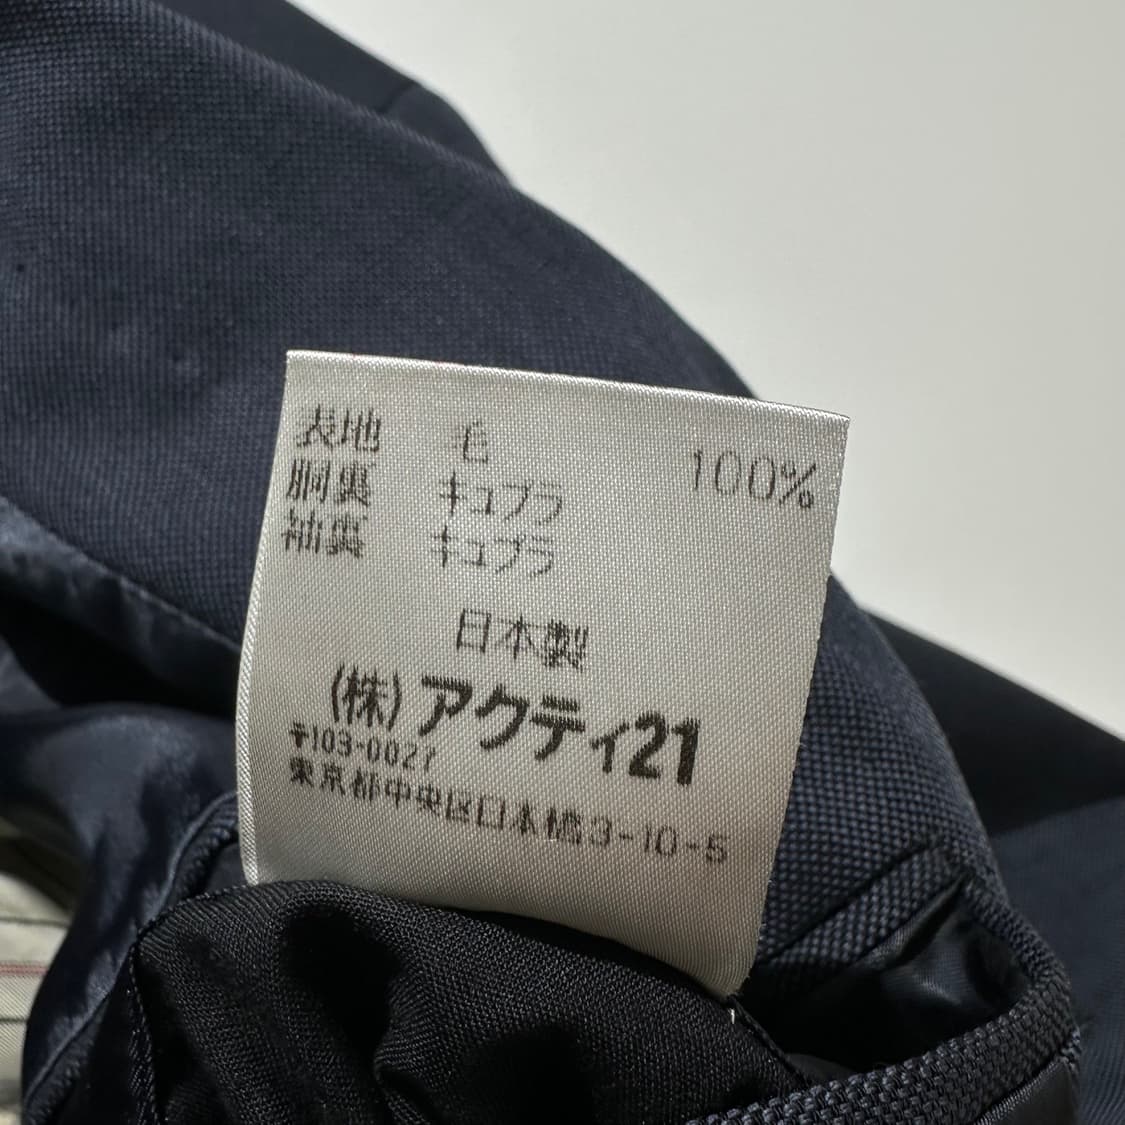 表地 毛 100%
胴裏 キュプラ
袖裏 キュプラ
日本製
(株)アクティ21
〒103-0027
東京都中央区日本橋3-10-5